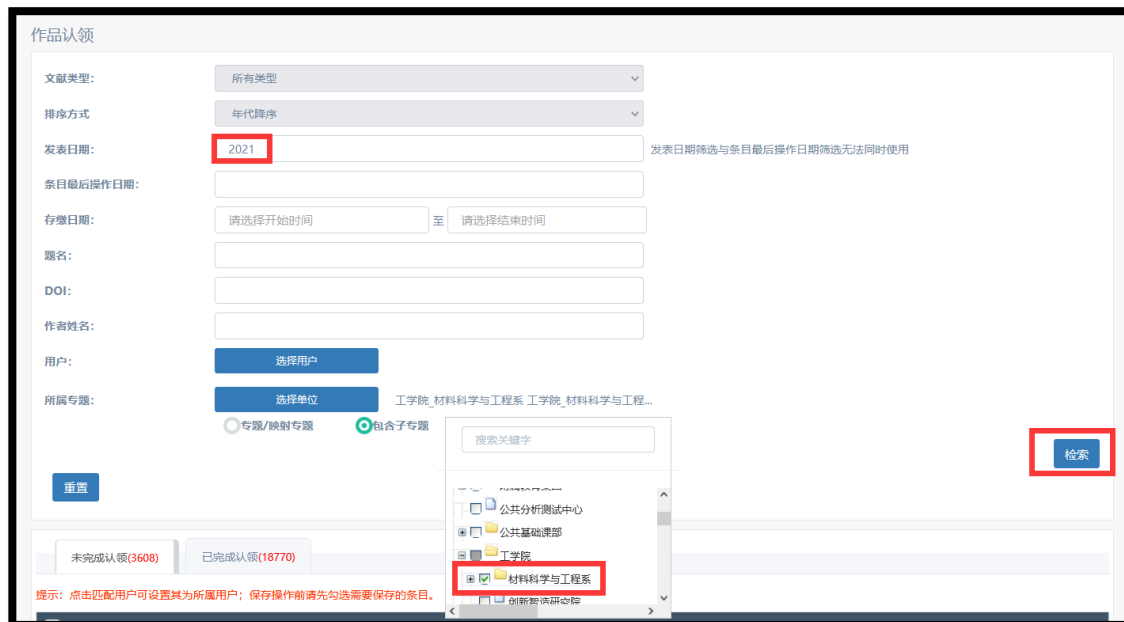 作品认领
文献类型： 所有类型
排序方式 年代降序
发表日期： 2021 发表日期筛选与条目最后操作日期筛选无法同时使用
条目最后操作日期：
存缴日期： 请选择开始时间 至 请选择结束时间
题名：
DOI：
作者姓名：
用户： 选择用户
所属专题： 选择单位 工学院_材料科学与工程系 工学院_材料科学与工程...
专题/映射专题 包含子专题
搜索关键字
检索
重置
公共分析测试中心
公共基础课部
工学院
材料科学与工程系
创新智造研究院
未完成认领(3608) 已完成认领(18770)
提示：点击匹配用户可设置其为所属用户；保存操作前请先勾选需要保存的条目。